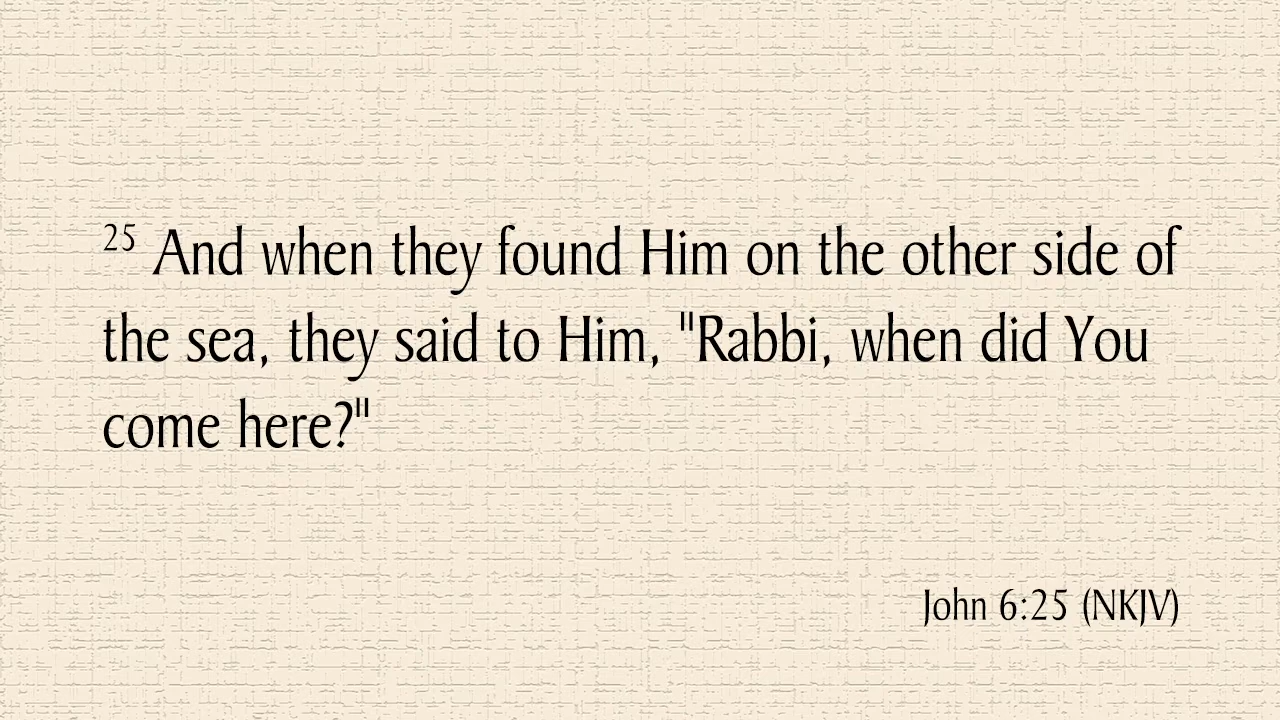 25 And when they found Him on the other side of
the sea, they said to Him, "Rabbi, when did You
come here?"
John 6:25 (NKJV)